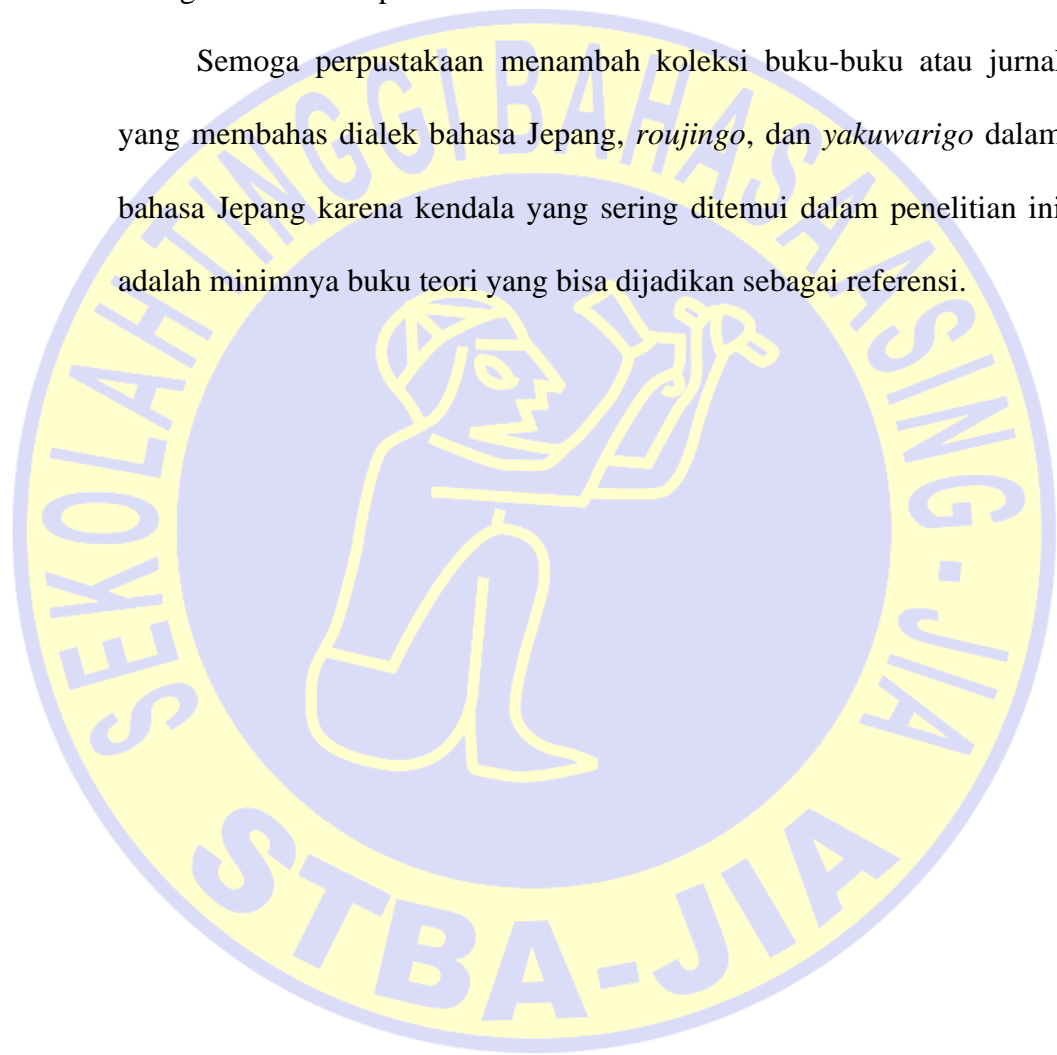 Semoga perpustakaan menambah koleksi buku-buku atau jurnal
yang membahas dialek bahasa Jepang, roujingo, dan yakuwarigo dalam
bahasa Jepang karena kendala yang sering ditemui dalam penelitian ini
adalah minimnya buku teori yang bisa dijadikan sebagai referensi.
SEKOLAH TINGGI BAHASA ASING - JIA
STBA-JIA